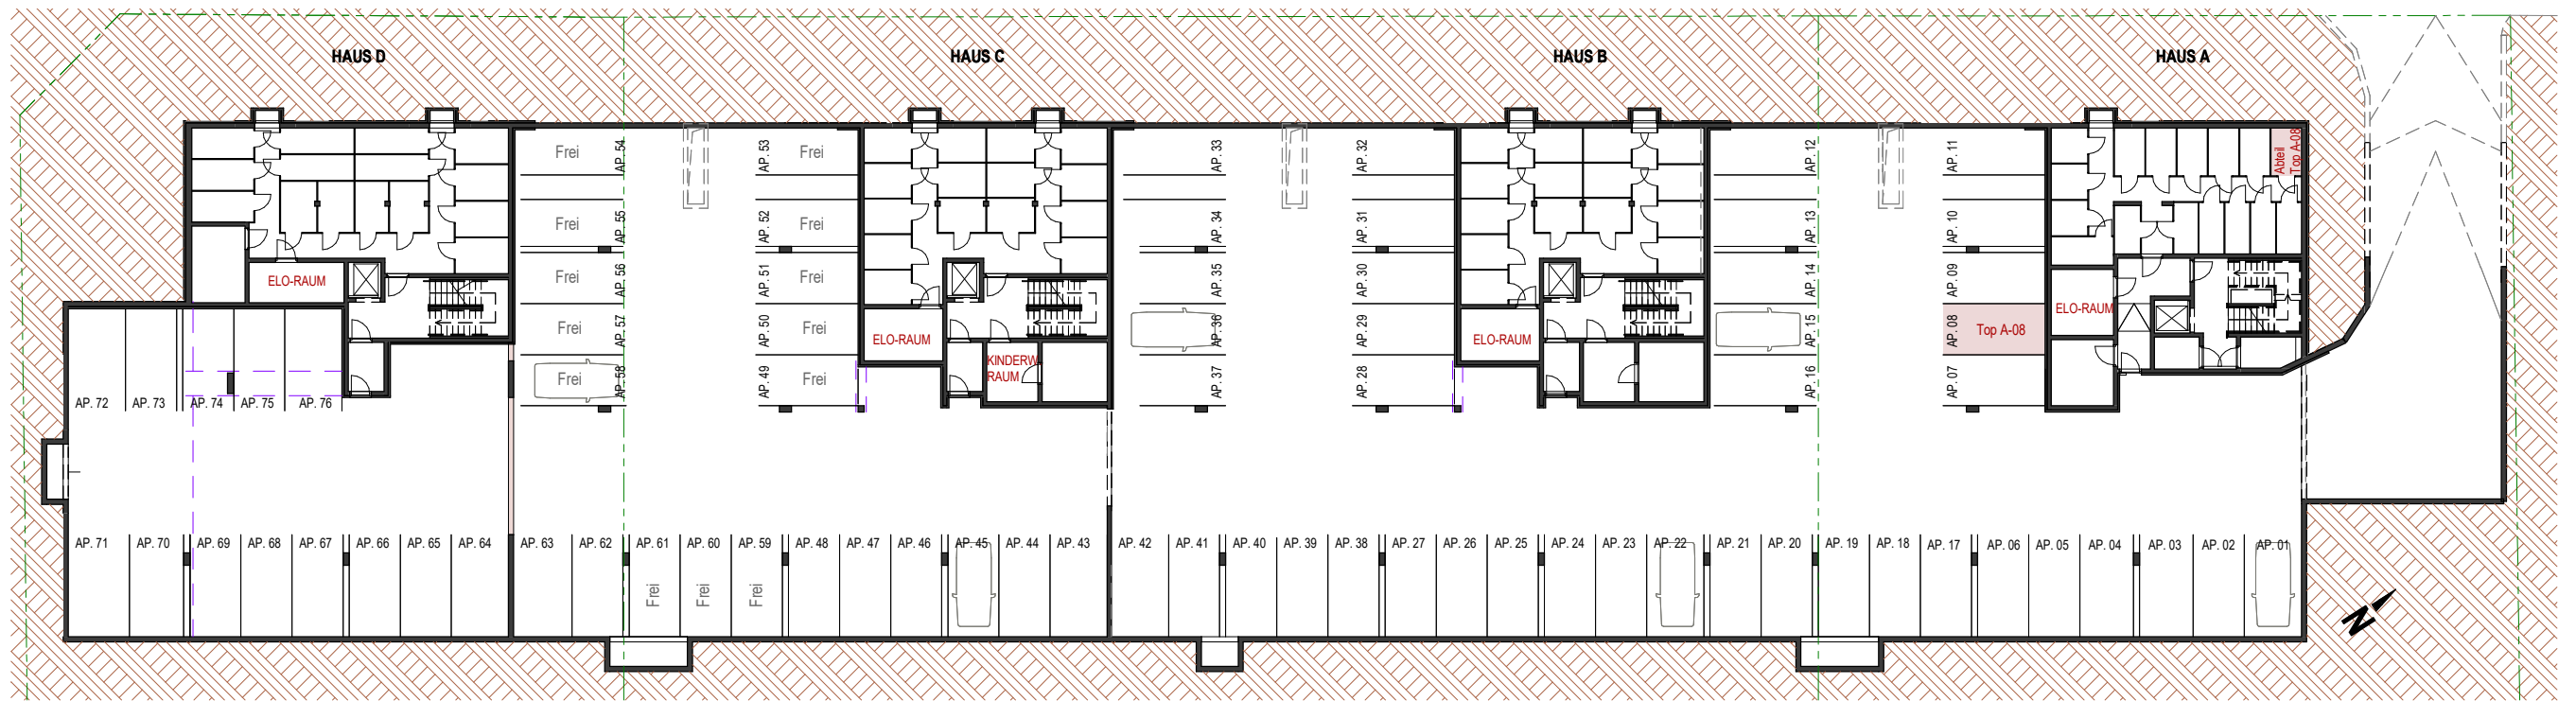 HAUS D
HAUS C
HAUS B
HAUS A
AP. 54
Frei
AP. 53
Frei
AP. 33
AP. 32
AP. 12
AP. 11
Abteil
Top A-08
AP. 55
Frei
AP. 52
Frei
AP. 34
AP. 31
AP. 13
AP. 10
AP. 56
Frei
AP. 51
Frei
AP. 35
AP. 30
AP. 14
AP. 09
ELO-RAUM
AP. 57
Frei
AP. 50
Frei
ELO-RAUM
AP. 36
AP. 29
ELO-RAUM
AP. 15
AP. 08
Top A-08
ELO-RAUM
AP. 58
Frei
AP. 49
Frei
KINDERW.
RAUM
AP. 37
AP. 28
AP. 16
AP. 07
AP. 72
AP. 73
AP. 74
AP. 75
AP. 76
AP. 71
AP. 70
AP. 69
AP. 68
AP. 67
AP. 66
AP. 65
AP. 64
AP. 63
AP. 62
AP. 61
AP. 60
AP. 59
AP. 48
AP. 47
AP. 46
AP. 45
AP. 44
AP. 43
AP. 42
AP. 41
AP. 40
AP. 39
AP. 38
AP. 27
AP. 26
AP. 25
AP. 24
AP. 23
AP. 22
AP. 21
AP. 20
AP. 19
AP. 18
AP. 17
AP. 06
AP. 05
AP. 04
AP. 03
AP. 02
AP. 01
Frei
Frei
Frei
N